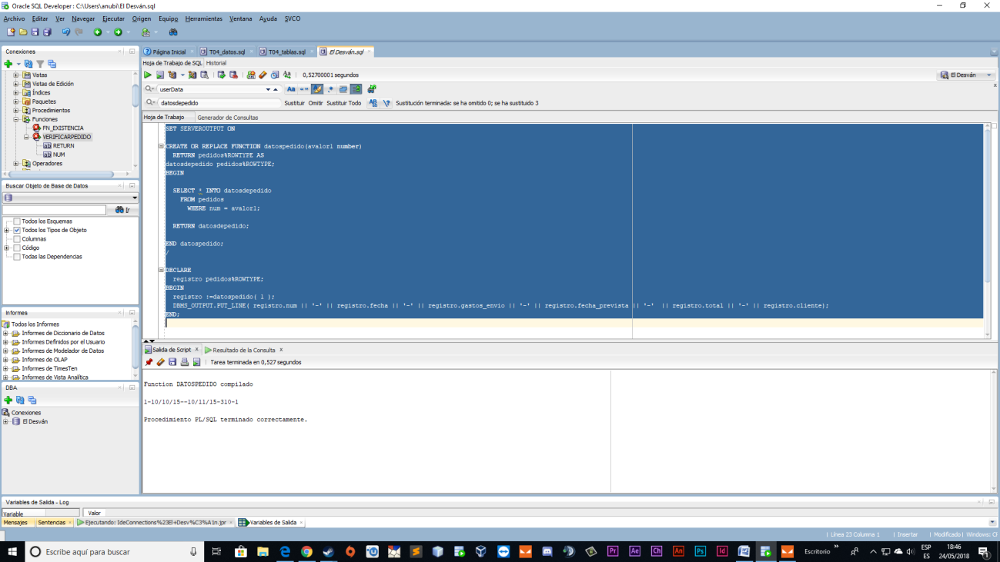 Oracle SQL Developer : C:\Users\anubi\El Desván.sql
Archivo Editar Ver Navegar Ejecutar Origen Equipo Herramientas Ventana Ayuda SVCO
Conexiones
Vistas
Vistas de Edición
Índices
Paquetes
Procedimientos
Funciones
FN_EXISTENCIA
VERIFICARPEDIDO
RETURN
NUM
Operadores
Buscar Objeto de Base de Datos
Ir
Todos los Esquemas
Todos los Tipos de Objeto
Columnas
Código
Todas las Dependencias
Informes
Todos los Informes
Informes de Diccionario de Datos
Informes Definidos por el Usuario
Informes de Modelador de Datos
Informes de OLAP
Informes de TimesTen
Informes de Vista Analítica
DBA
Conexiones
El Desván
Página Inicial T04_datos.sql T04_tablas.sql El Desván.sql
Hoja de Trabajo de SQL Historial
0,52700001 segundos El Desván
userData
datosdepedido Sustituir Omitir Sustituir Todo Sustitución terminada: se ha omitido 0; se ha sustituido 3
Hoja de Trabajo Generador de Consultas
SET SERVEROUTPUT ON
CREATE OR REPLACE FUNCTION datospedido(avalor1 number)
RETURN pedidos%ROWTYPE AS
datosdepedido pedidos%ROWTYPE;
BEGIN
SELECT * INTO datosdepedido
FROM pedidos
WHERE num = avalor1;
RETURN datosdepedido;
END datospedido;
/
DECLARE
registro pedidos%ROWTYPE;
BEGIN
registro :=datospedido( 1 );
DBMS_OUTPUT.PUT_LINE( registro.num || '-' || registro.fecha || '-' || registro.gastos_envio || '-' || registro.fecha_prevista || '-' || registro.total || '-' || registro.cliente);
END;
Salida de Script Resultado de la Consulta
Tarea terminada en 0,527 segundos
Function DATOSPEDIDO compilado
1-10/10/15--10/11/15-310-1
Procedimiento PL/SQL terminado correctamente.
Variables de Salida - Log
Variable Valor
Mensajes Sentencias Ejecutando: IdeConnections%23El+Desv%C3%A1n.jpr Variables de Salida
Línea 23 Columna 1 Insertar Modificado Windows: C
Escribe aquí para buscar
Pr Ae Ch An Ps Id
Escritorio
ESP
ES
18:46
24/05/2018